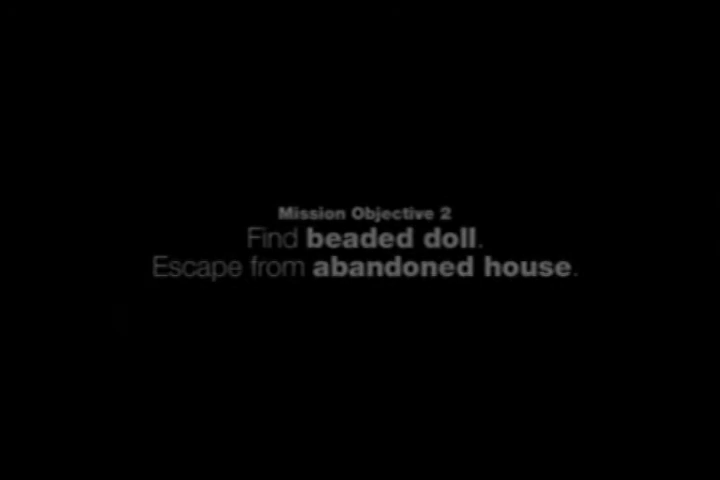 Mission Objective 2
Find beaded doll.
Escape from abandoned house.